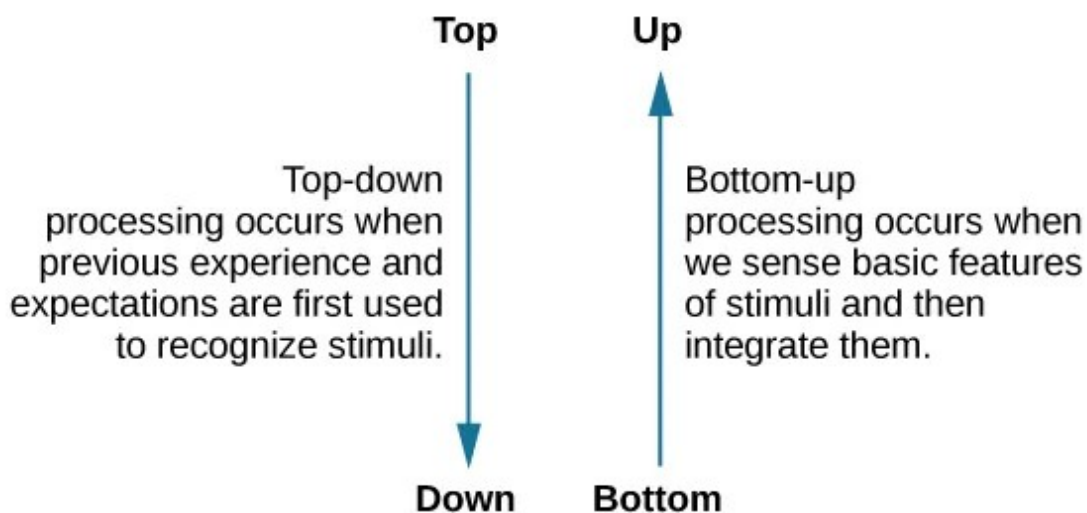 Top
Up
Top-down
processing occurs when
previous experience and
expectations are first used
to recognize stimuli.
Bottom-up
processing occurs when
we sense basic features
of stimuli and then
integrate them.
Down
Bottom